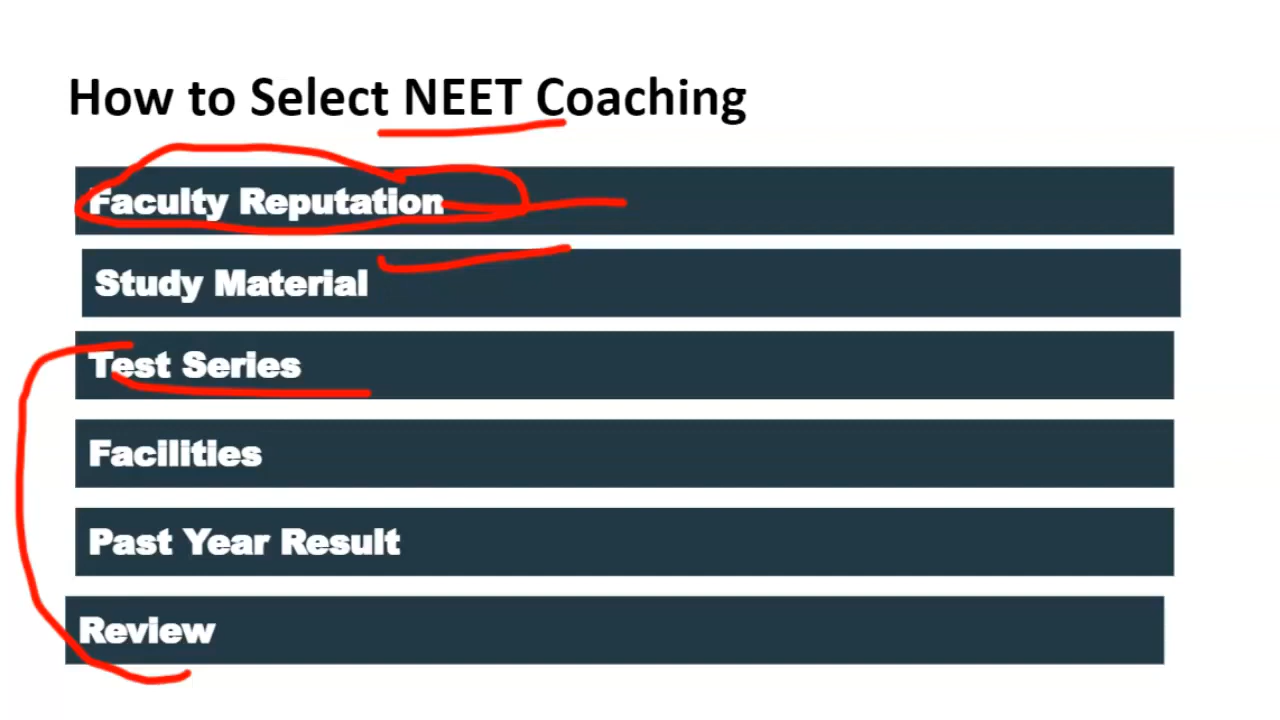 How to Select NEET Coaching
Faculty Reputation
Study Material
Test Series
Facilities
Past Year Result
Review